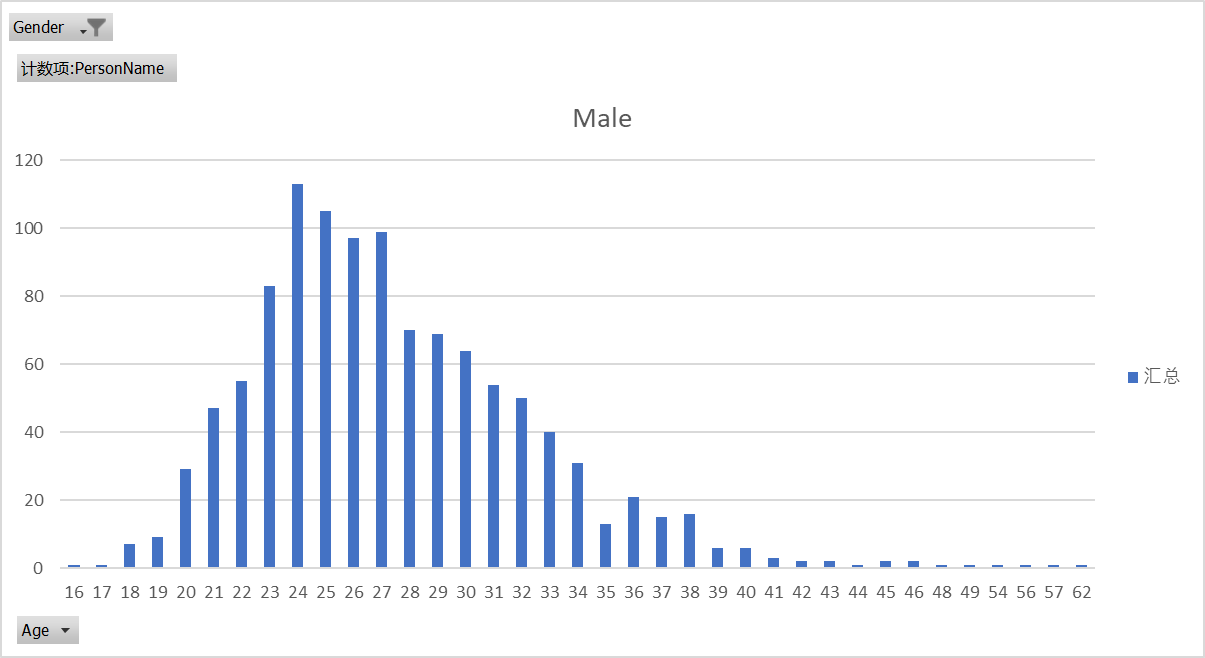 Gender
计数项:PersonName
Male
120
100
80
60
40
20
0
汇总
16 17 18 19 20 21 22 23 24 25 26 27 28 29 30 31 32 33 34 35 36 37 38 39 40 41 42 43 44 45 46 48 49 54 56 57 62
Age